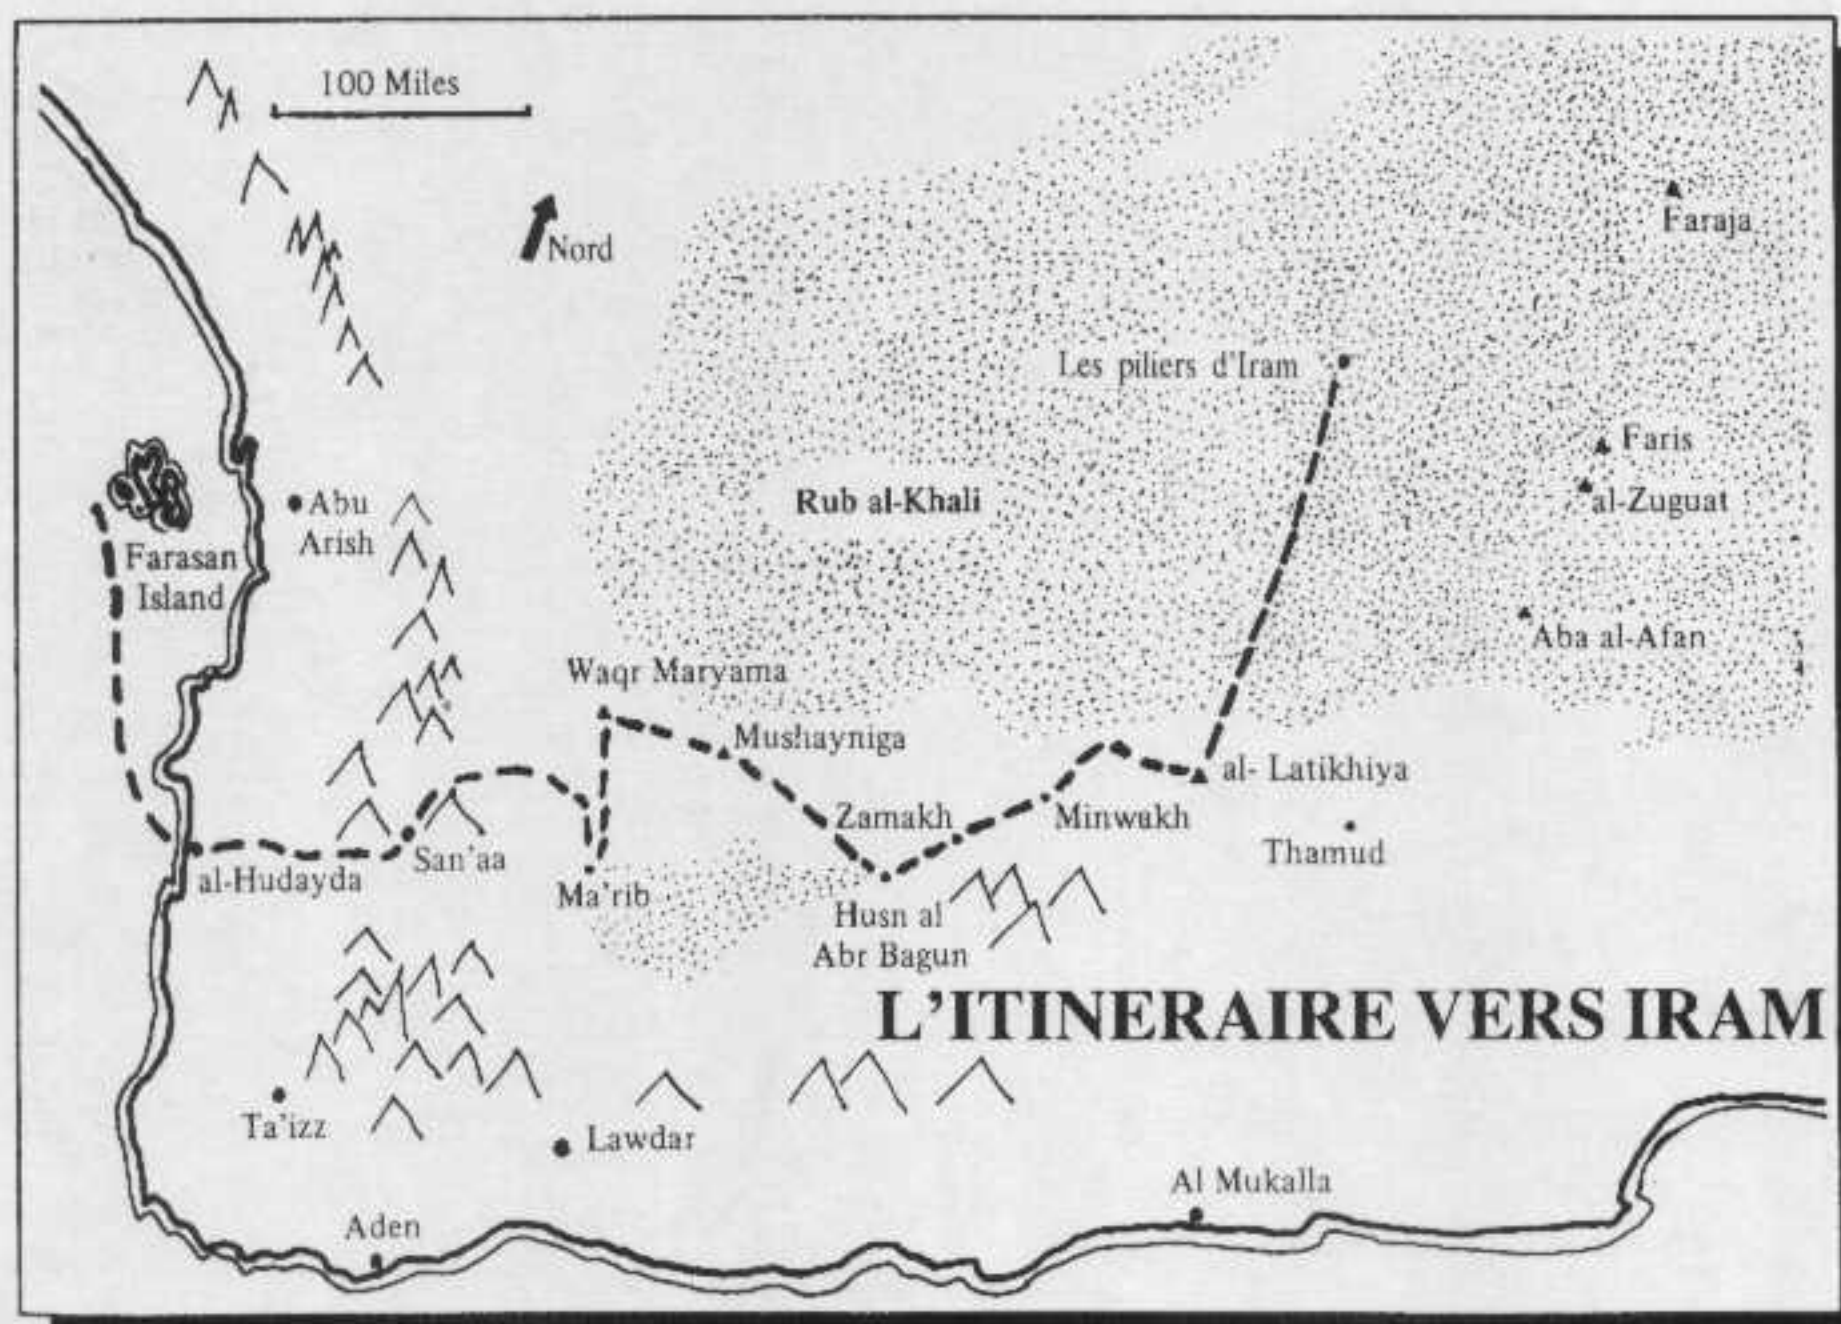 100 Miles
Nord
Faraja
Les piliers d'Iram
Faris
Rub al-Khali
al-Zuguat
Abu
Arish
Farasan
Island
Aba al-Afan
Waqr Maryama
Mushayniga
al- Latikhiya
Zamakh
Minwakh
Thamud
San'aa
al-Hudayda
Ma'rib
Husn al
Abr Bagun
L'ITINERAIRE VERS IRAM
Ta'izz
Lawdar
Al Mukalla
Aden